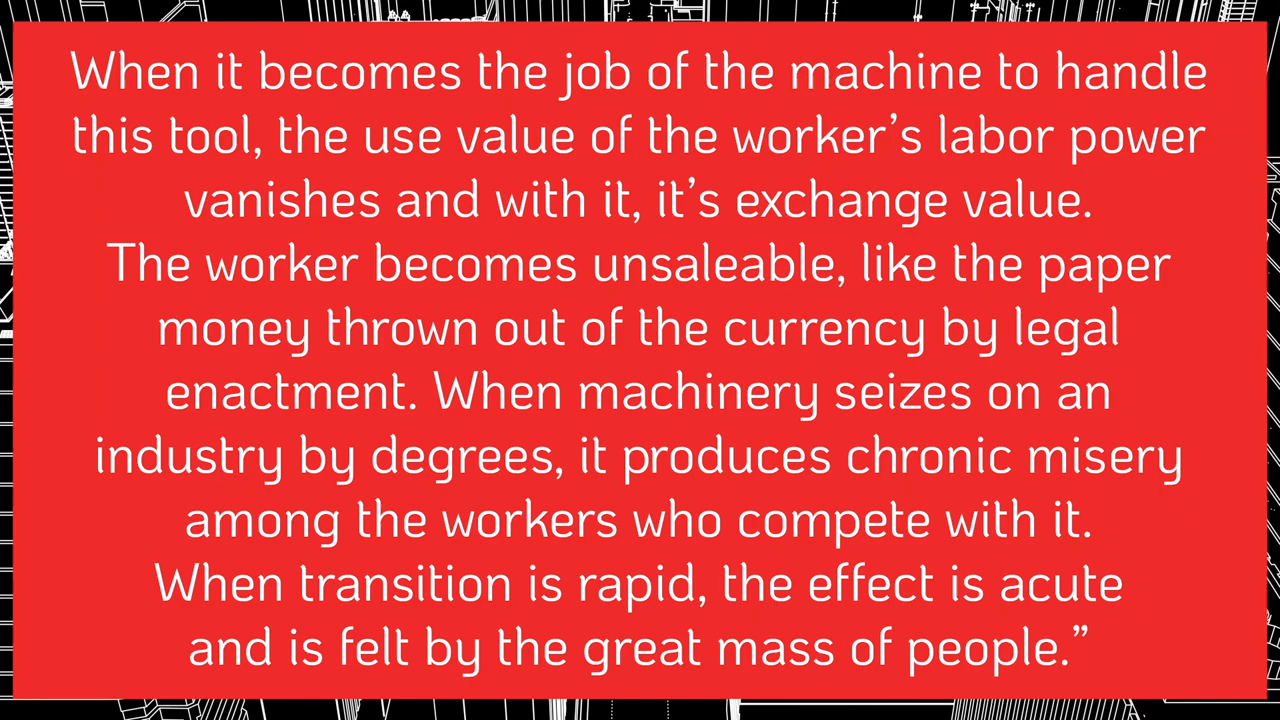 When it becomes the job of the machine to handle
this tool, the use value of the worker’s labor power
vanishes and with it, it’s exchange value.
The worker becomes unsaleable, like the paper
money thrown out of the currency by legal
enactment. When machinery seizes on an
industry by degrees, it produces chronic misery
among the workers who compete with it.
When transition is rapid, the effect is acute
and is felt by the great mass of people.”